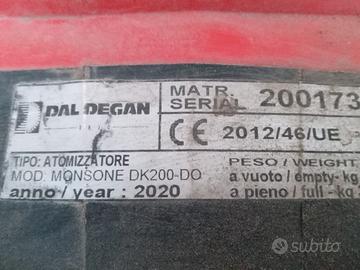 DAL DEGAN
MATR.
SERIAL 200173
CE 2012/46/UE
TIPO: ATOMIZZATORE
MOD: MONSONE DK200-DO
anno / year : 2020
PESO / WEIGHT
a vuoto / empty- kg
a pieno / full - kg
subito